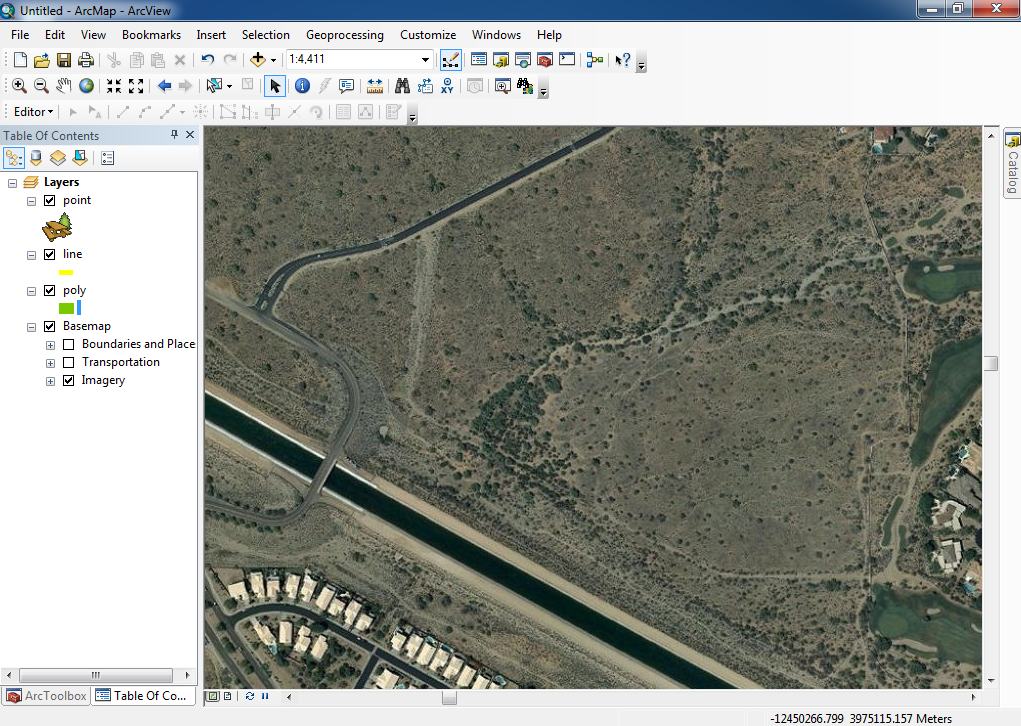 Untitled - ArcMap - ArcView
File Edit View Bookmarks Insert Selection Geoprocessing Customize Windows Help
1:4,411
Editor
Table Of Contents
Layers
point
line
poly
Basemap
Boundaries and Place
Transportation
Imagery
Catalog
ArcToolbox Table Of Co...
-12450266.799 3975115.157 Meters